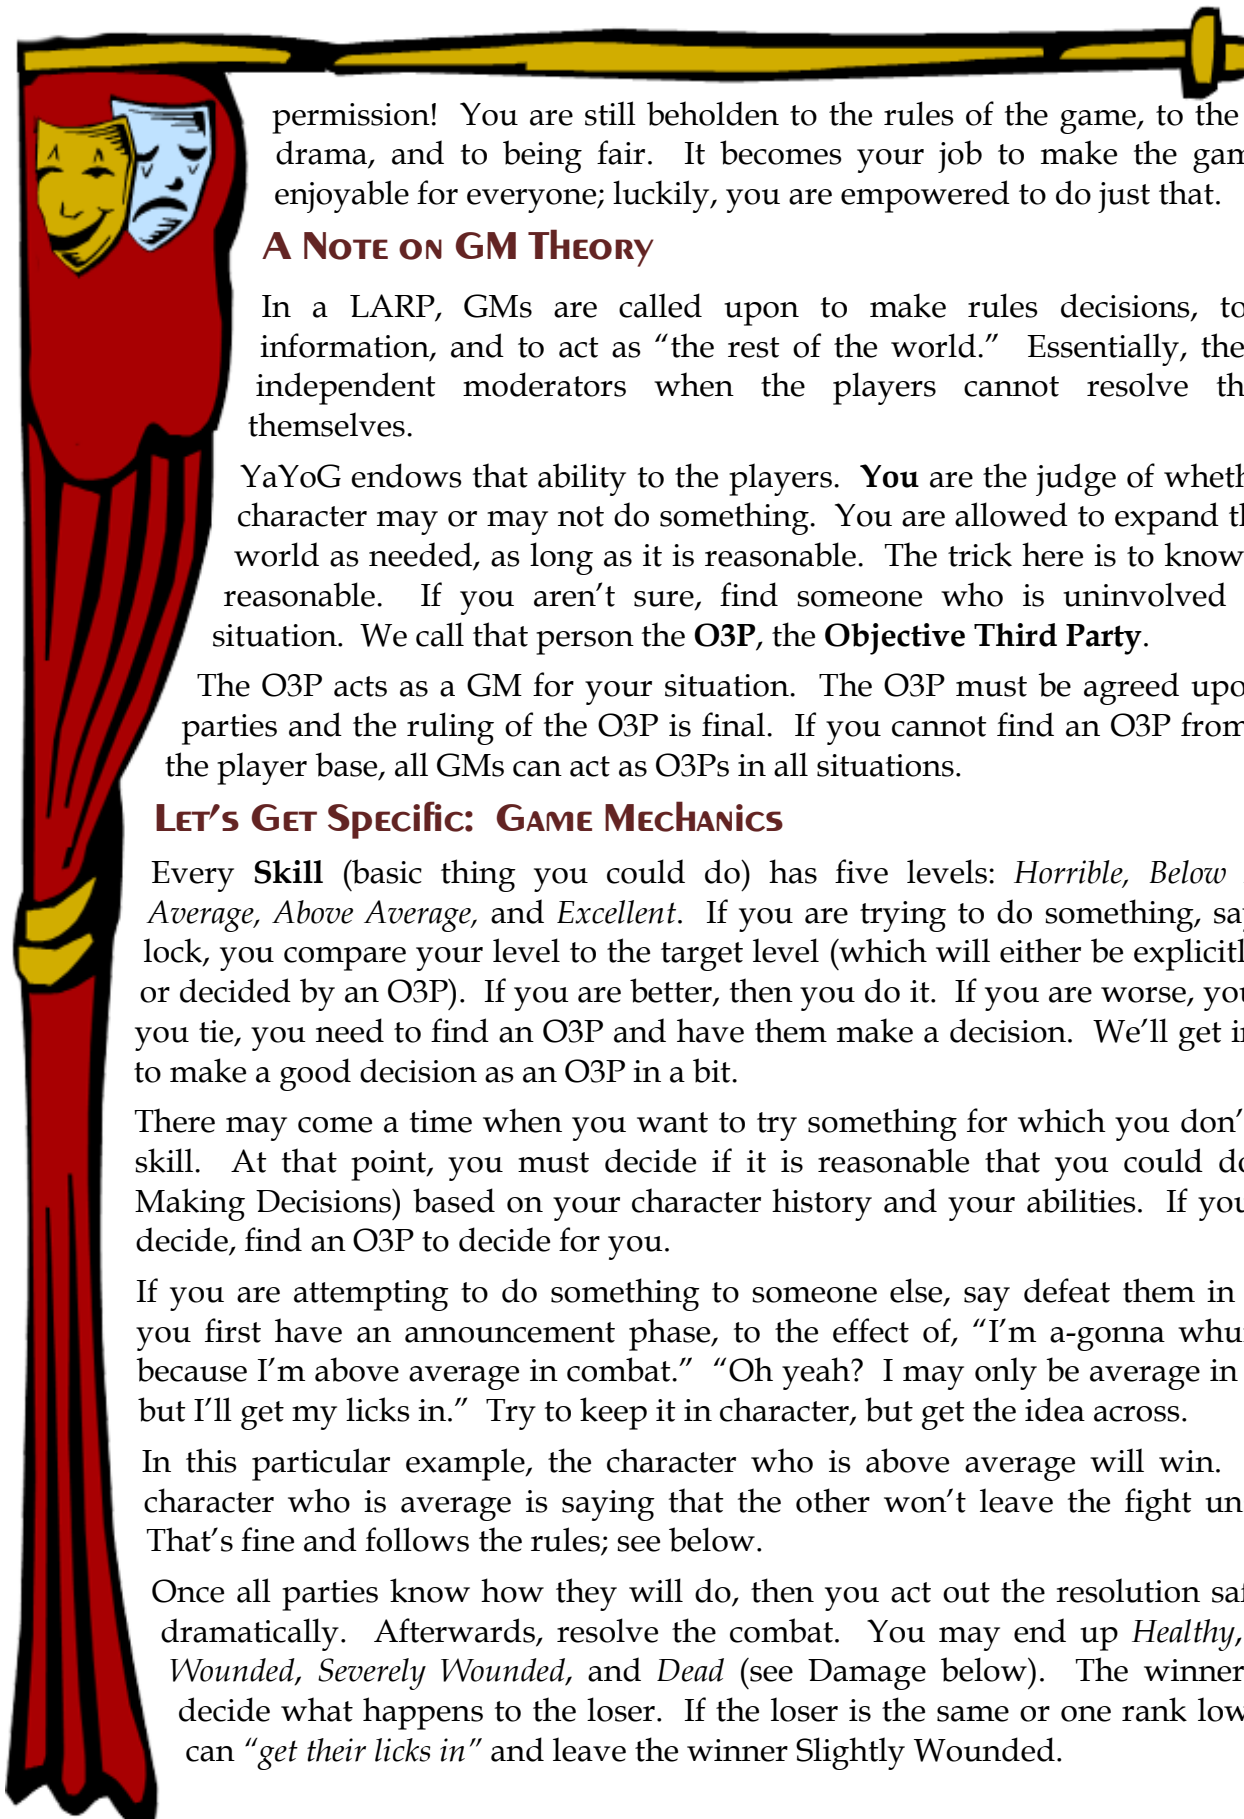 permission! You are still beholden to the rules of the game, to the
drama, and to being fair. It becomes your job to make the gam
enjoyable for everyone; luckily, you are empowered to do just that.
A Note on GM Theory
In a LARP, GMs are called upon to make rules decisions, to
information, and to act as “the rest of the world.” Essentially, the
independent moderators when the players cannot resolve th
themselves.
YaYoG endows that ability to the players. You are the judge of wheth
character may or may not do something. You are allowed to expand th
world as needed, as long as it is reasonable. The trick here is to know
reasonable. If you aren’t sure, find someone who is uninvolved
situation. We call that person the O3P, the Objective Third Party.
The O3P acts as a GM for your situation. The O3P must be agreed upo
parties and the ruling of the O3P is final. If you cannot find an O3P from
the player base, all GMs can act as O3Ps in all situations.
Let’s Get Specific: Game Mechanics
Every Skill (basic thing you could do) has five levels: Horrible, Below
Average, Above Average, and Excellent. If you are trying to do something, say
lock, you compare your level to the target level (which will either be explicitl
or decided by an O3P). If you are better, then you do it. If you are worse, you
you tie, you need to find an O3P and have them make a decision. We’ll get in
to make a good decision as an O3P in a bit.
There may come a time when you want to try something for which you don’
skill. At that point, you must decide if it is reasonable that you could do
Making Decisions) based on your character history and your abilities. If you
decide, find an O3P to decide for you.
If you are attempting to do something to someone else, say defeat them in
you first have an announcement phase, to the effect of, “I’m a-gonna whu
because I’m above average in combat.” “Oh yeah? I may only be average in
but I’ll get my licks in.” Try to keep it in character, but get the idea across.
In this particular example, the character who is above average will win.
character who is average is saying that the other won’t leave the fight un
That’s fine and follows the rules; see below.
Once all parties know how they will do, then you act out the resolution saf
dramatically. Afterwards, resolve the combat. You may end up Healthy,
Wounded, Severely Wounded, and Dead (see Damage below). The winner
decide what happens to the loser. If the loser is the same or one rank low
can “get their licks in” and leave the winner Slightly Wounded.